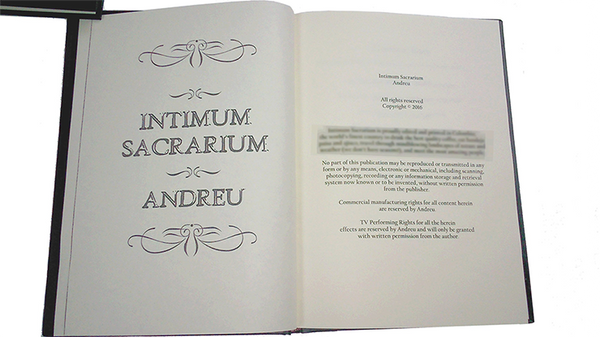 INTIMUM
SACRARIUM
ANDREU
Intimum Sacrarium
Andreu
All rights reserved
Copyright © 2016
No part of this publication may be reproduced or transmitted in any
form or by any means, electronic or mechanical, including scanning,
photocopying, recording or any information storage and retrieval
system now known or to be invented, without written permission
from the publisher.
Commercial manufacturing rights for all content herein
are reserved by Andreu.
TV Performing Rights for all the herein
effects are reserved by Andreu and will only be granted
with written permission from the author.